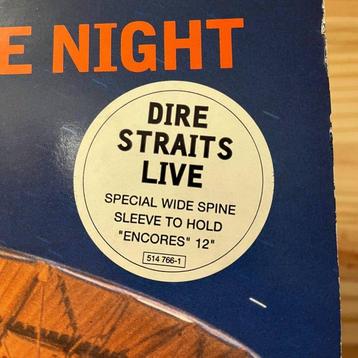 E NIGHT
DIRE
STRAITS
LIVE
SPECIAL WIDE SPINE
SLEEVE TO HOLD
"ENCORES" 12"
514 766-1